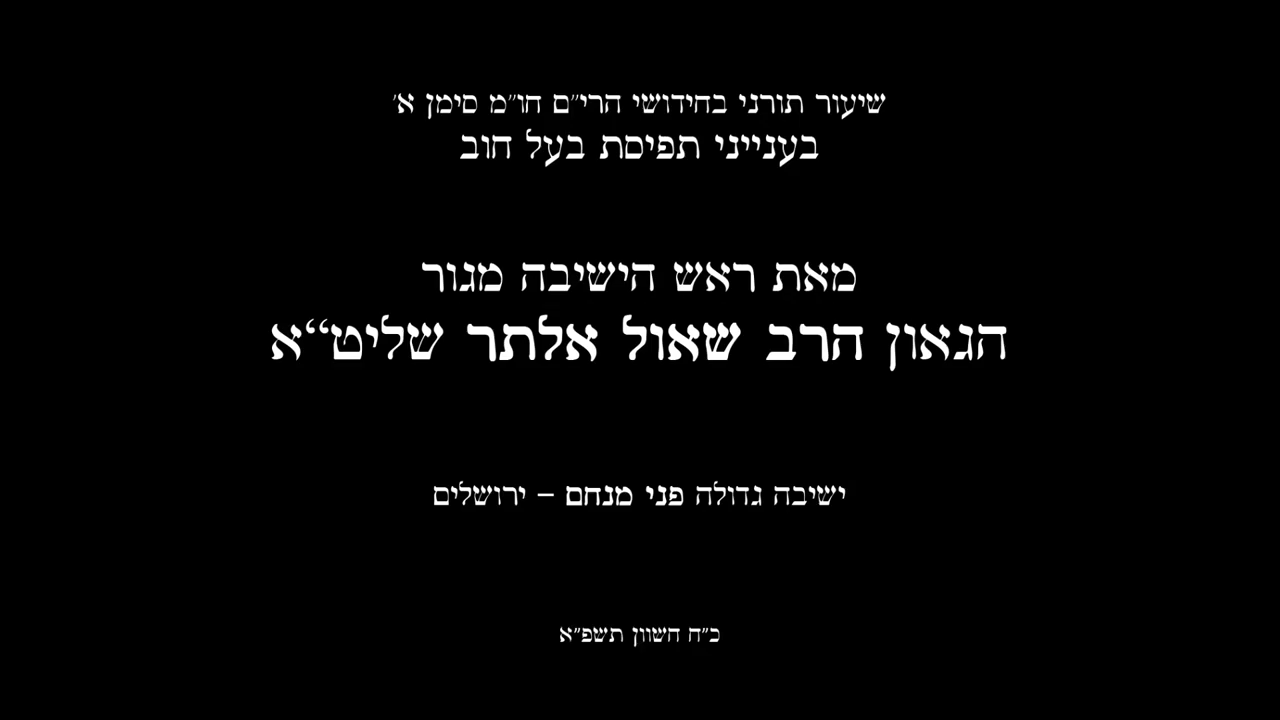 שיעור תורני בחידושי הרי״ם חו״מ סימן א׳
בענייני תפיסת בעל חוב
מאת ראש הישיבה מגור
הגאון הרב שאול אלתר שליט“א
ישיבה גדולה פני מנחם – ירושלים
כ״ח חשוון תשפ״א